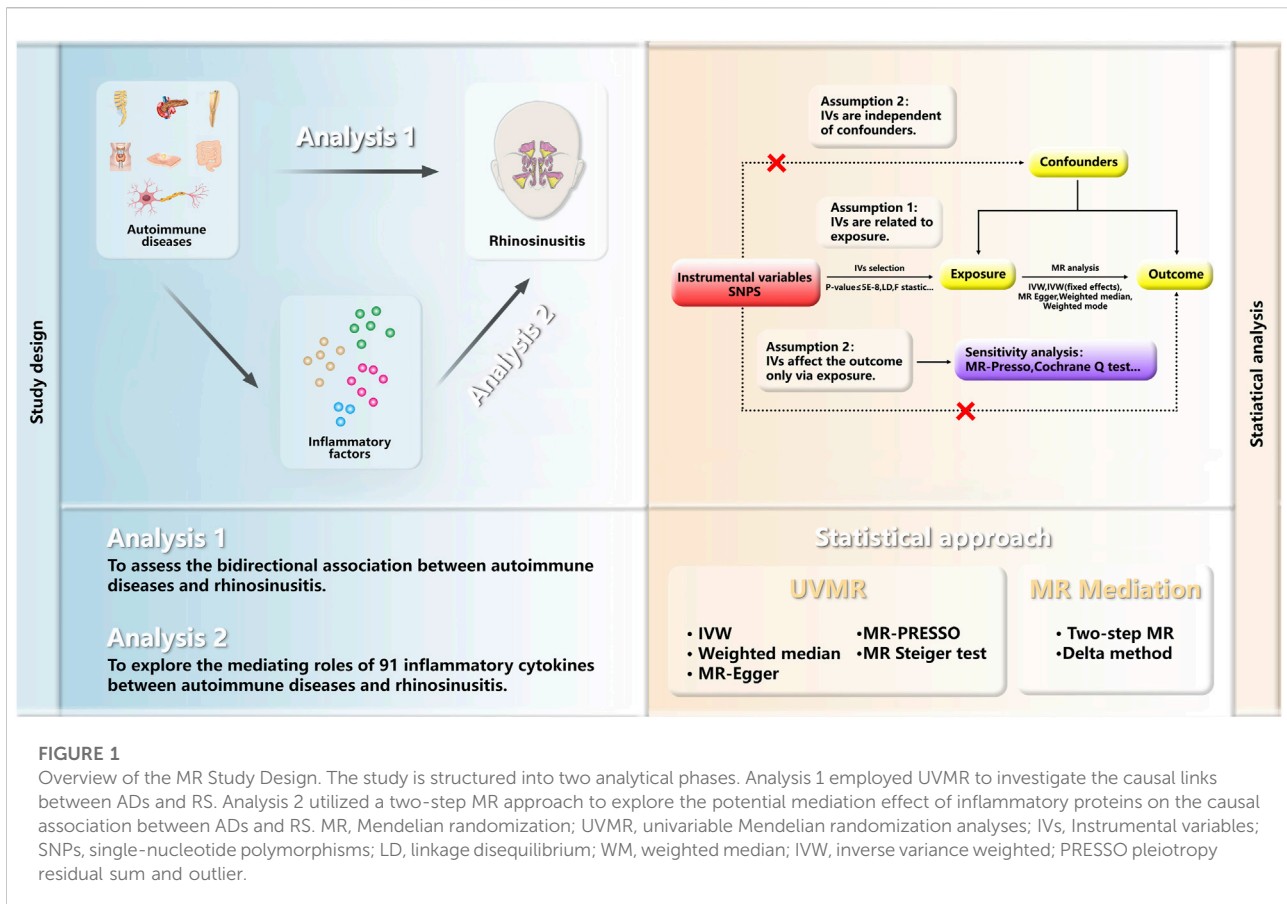 Study design
Autoimmune
diseases
Analysis 1
Rhinosinusitis
Inflammatory
factors
Analysis 2
Analysis 1
To assess the bidirectional association between autoimmune
diseases and rhinosinusitis.
Analysis 2
To explore the mediating roles of 91 inflammatory cytokines
between autoimmune diseases and rhinosinusitis.
Assumption 2:
IVs are independent
of confounders.
Confounders
Assumption 1:
IVs are related to
exposure.
Instrumental variables
SNPS
IVs selection
P-value≤5E-8,LD,F stastic...
Exposure
MR analysis
IVW,IVW(fixed effects),
MR Egger,Weighted median,
Weighted mode
Outcome
Assumption 2:
IVs affect the outcome
only via exposure.
Sensitivity analysis:
MR-Presso,Cochrane Q test...
Statiatical analysis
Statistical approach
UVMR
• IVW
• Weighted median
• MR-Egger
•MR-PRESSO
•MR Steiger test
MR Mediation
• Two-step MR
•Delta method
FIGURE 1
Overview of the MR Study Design. The study is structured into two analytical phases. Analysis 1 employed UVMR to investigate the causal links
between ADs and RS. Analysis 2 utilized a two-step MR approach to explore the potential mediation effect of inflammatory proteins on the causal
association between ADs and RS. MR, Mendelian randomization; UVMR, univariable Mendelian randomization analyses; IVs, Instrumental variables;
SNPs, single-nucleotide polymorphisms; LD, linkage disequilibrium; WM, weighted median; IVW, inverse variance weighted; PRESSO pleiotropy
residual sum and outlier.